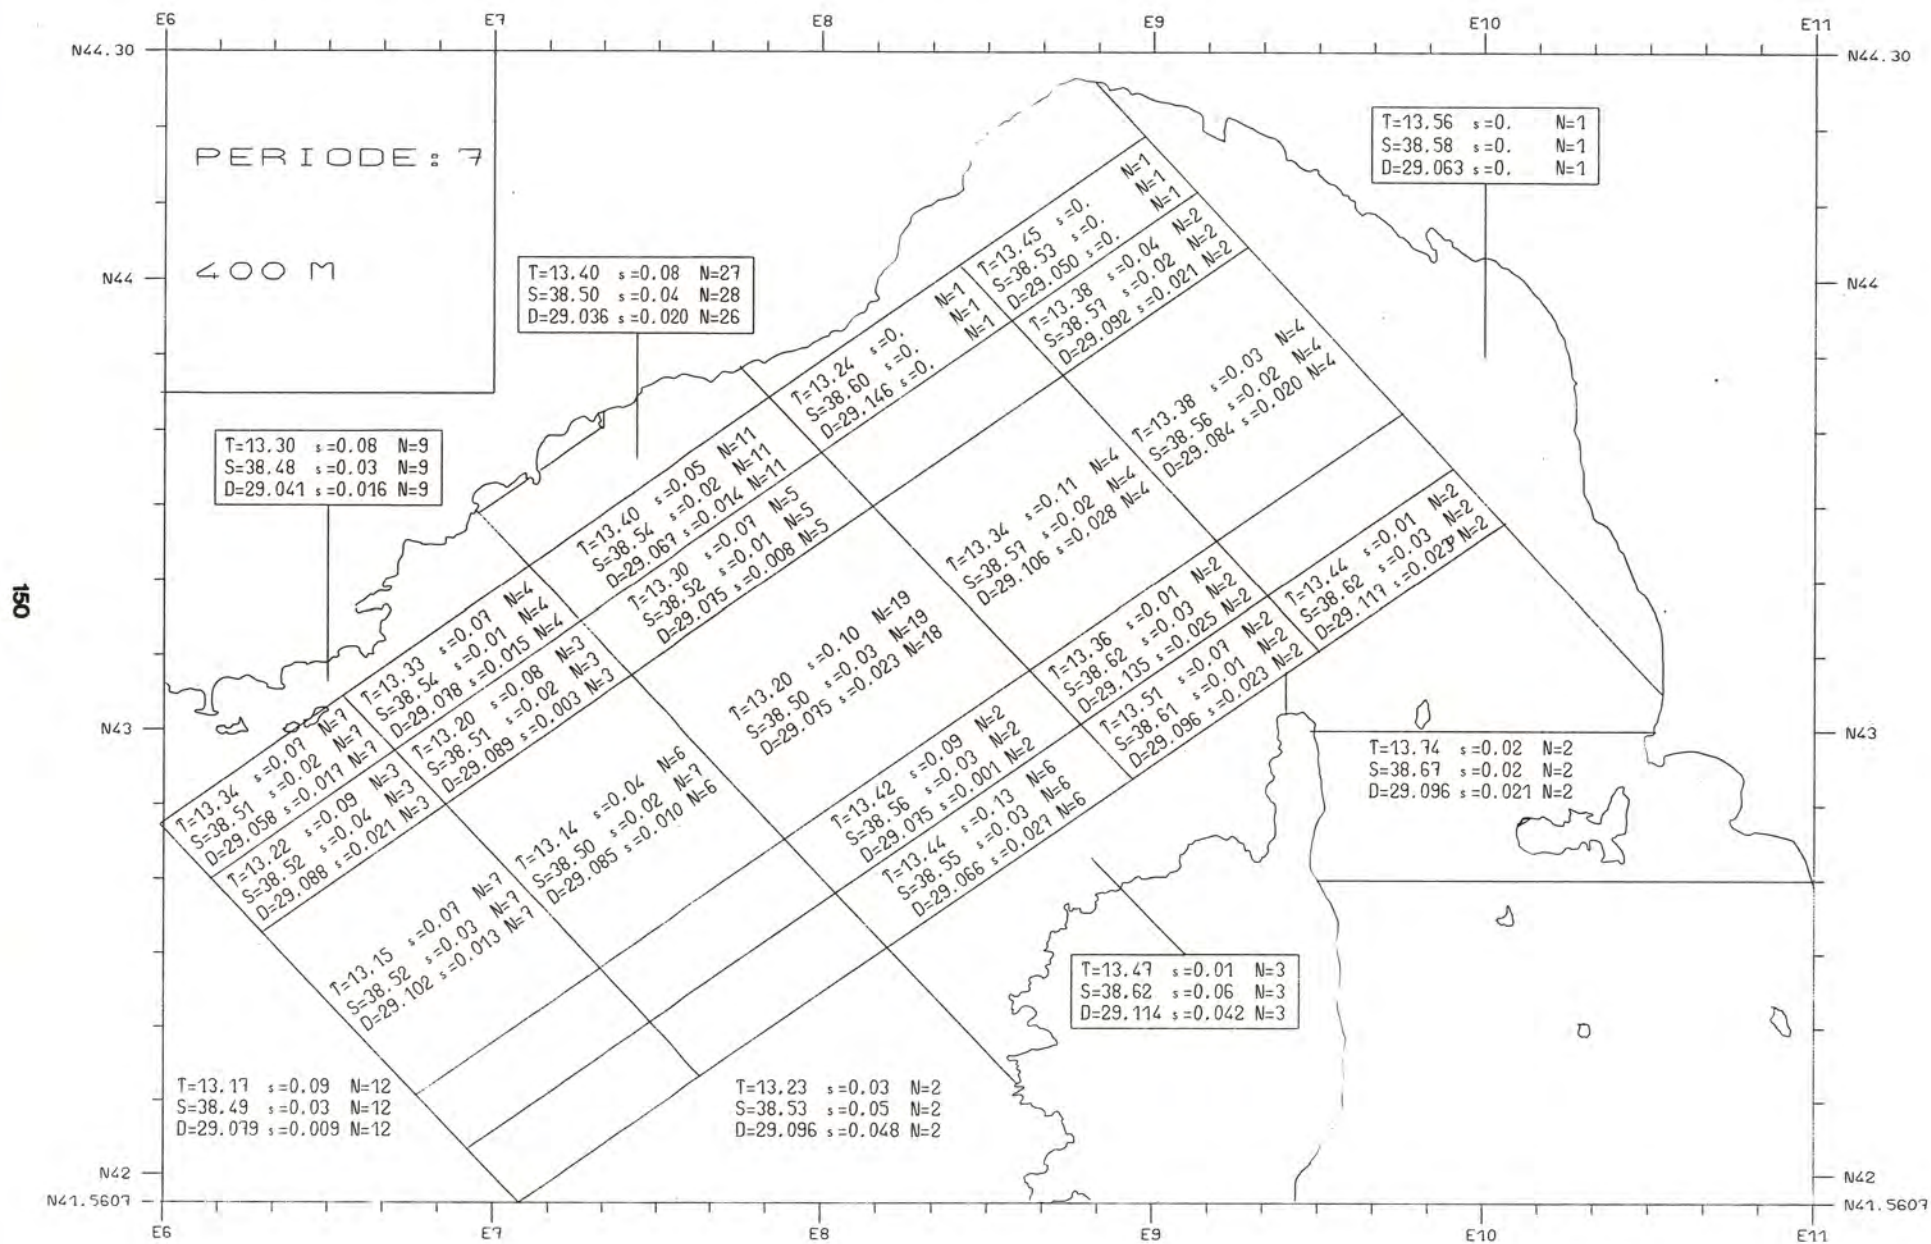 E6 E7 E8 E9 E10 E11
N44.30 N44.30
PERIODE: 7
400 M
T=13.56 s=0. N=1
S=38.58 s=0. N=1
D=29.063 s=0. N=1
T=13.40 s=0.08 N=27
S=38.50 s=0.04 N=28
D=29.036 s=0.020 N=26
T=13.30 s=0.08 N=9
S=38.48 s=0.03 N=9
D=29.041 s=0.016 N=9
N44 N44
T=13.45 s=0. N=1
S=38.53 s=0. N=1
D=29.050 s=0. N=1
T=13.38 s=0.04 N=2
S=38.57 s=0.02 N=2
D=29.092 s=0.021 N=2
T=13.24 s=0. N=1
S=38.60 s=0. N=1
D=29.146 s=0. N=1
T=13.38 s=0.03 N=4
S=38.56 s=0.02 N=4
D=29.084 s=0.020 N=4
T=13.40 s=0.05 N=11
S=38.54 s=0.02 N=11
D=29.067 s=0.014 N=11
T=13.30 s=0.07 N=5
S=38.52 s=0.01 N=5
D=29.075 s=0.008 N=5
T=13.34 s=0.11 N=4
S=38.57 s=0.02 N=4
D=29.106 s=0.028 N=4
T=13.44 s=0.01 N=2
S=38.62 s=0.03 N=2
D=29.117 s=0.023 N=2
T=13.33 s=0.07 N=4
S=38.54 s=0.01 N=4
D=29.078 s=0.015 N=4
T=13.20 s=0.08 N=3
S=38.51 s=0.02 N=3
D=29.089 s=0.003 N=3
T=13.20 s=0.10 N=19
S=38.50 s=0.03 N=19
D=29.075 s=0.023 N=18
T=13.36 s=0.01 N=2
S=38.62 s=0.03 N=2
D=29.135 s=0.025 N=2
T=13.51 s=0.07 N=2
S=38.61 s=0.01 N=2
D=29.096 s=0.023 N=2
150
N43 N43
T=13.34 s=0.07 N=7
S=38.51 s=0.02 N=7
D=29.058 s=0.017 N=7
T=13.22 s=0.09 N=3
S=38.52 s=0.04 N=3
D=29.088 s=0.021 N=3
T=13.14 s=0.04 N=6
S=38.50 s=0.02 N=7
D=29.085 s=0.010 N=6
T=13.42 s=0.09 N=2
S=38.56 s=0.03 N=2
D=29.075 s=0.001 N=2
T=13.44 s=0.13 N=6
S=38.55 s=0.03 N=6
D=29.066 s=0.027 N=6
T=13.74 s=0.02 N=2
S=38.67 s=0.02 N=2
D=29.096 s=0.021 N=2
T=13.15 s=0.07 N=7
S=38.52 s=0.03 N=7
D=29.102 s=0.013 N=7
T=13.47 s=0.01 N=3
S=38.62 s=0.06 N=3
D=29.114 s=0.042 N=3
T=13.17 s=0.09 N=12
S=38.49 s=0.03 N=12
D=29.079 s=0.009 N=12
T=13.23 s=0.03 N=2
S=38.53 s=0.05 N=2
D=29.096 s=0.048 N=2
N42 N42
N41.5607 N41.5607
E6 E7 E8 E9 E10 E11